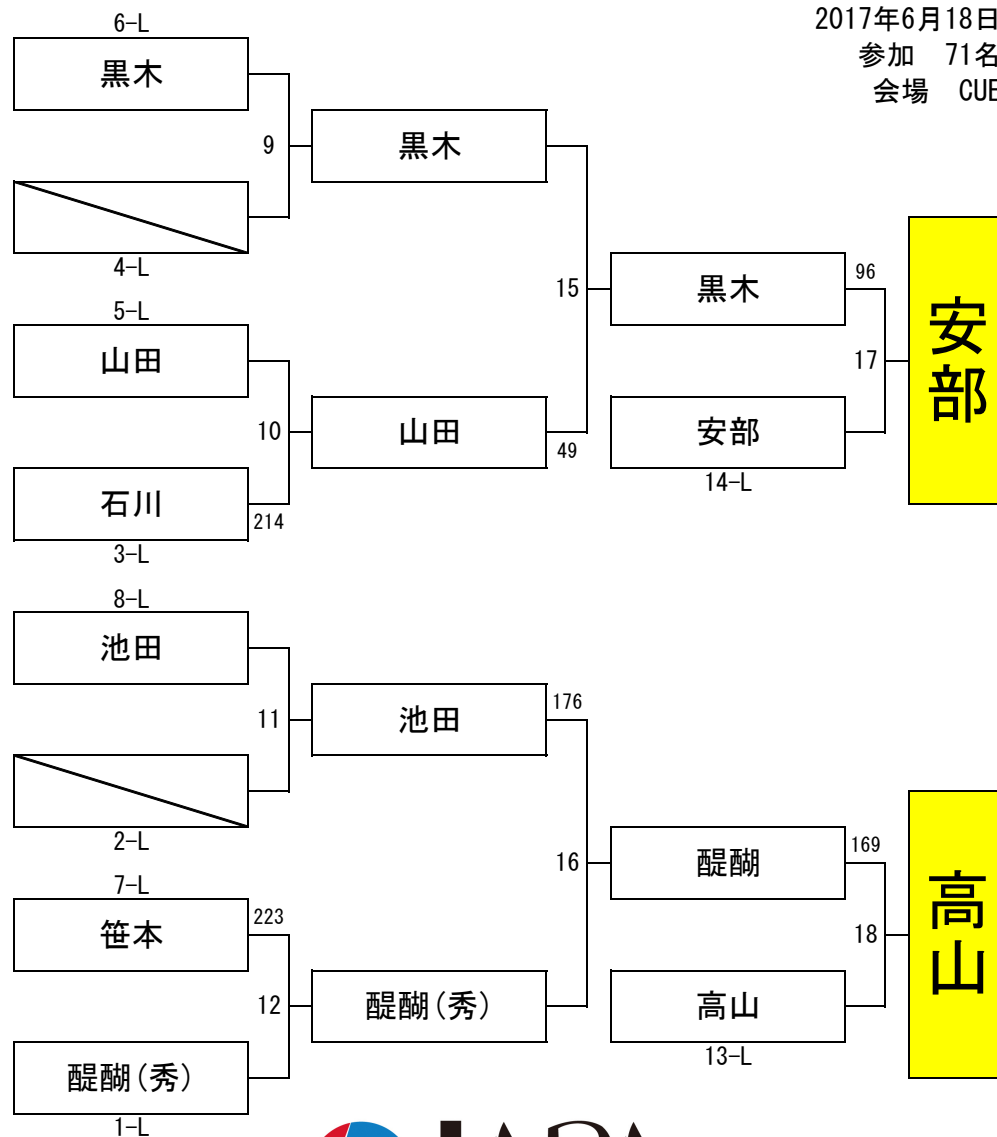 2017年6月18日
参加 71名
会場 CUE
6-L
黒木
9
黒木
4-L
15
黒木
96
5-L
山田
10
山田
49
石川
214
3-L
17
安部
安部
14-L
8-L
池田
11
池田
176
2-L
16
醍醐
169
7-L
笹本
223
12
醍醐(秀)
醍醐(秀)
1-L
18
高山
高山
13-L